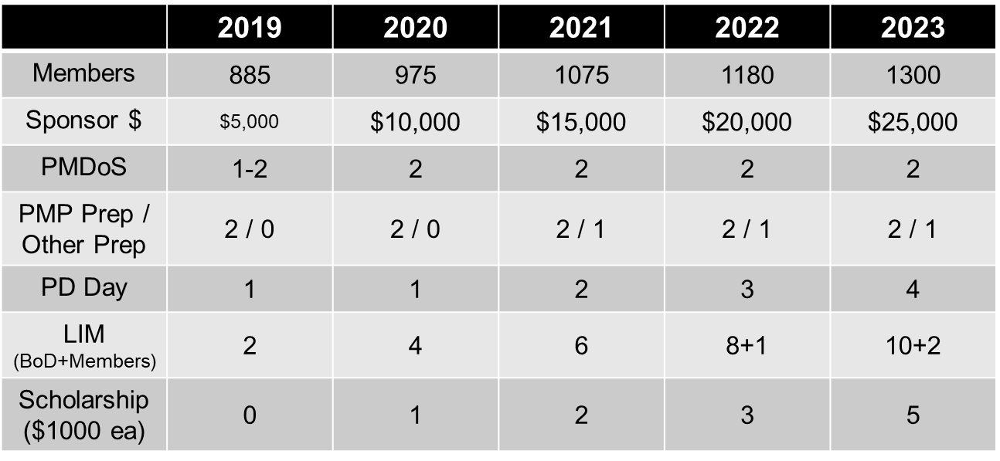 2019 2020 2021 2022 2023
Members 885 975 1075 1180 1300
Sponsor $ $5,000 $10,000 $15,000 $20,000 $25,000
PMDoS 1-2 2 2 2 2
PMP Prep /
Other Prep 2 / 0 2 / 0 2 / 1 2 / 1 2 / 1
PD Day 1 1 2 3 4
LIM
(BoD+Members) 2 4 6 8+1 10+2
Scholarship
($1000 ea) 0 1 2 3 5